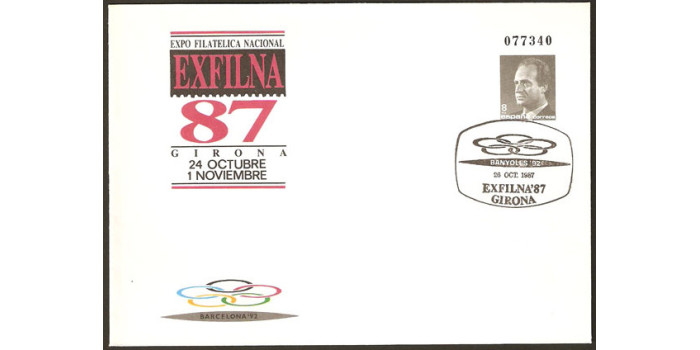 EXPO FILATELICA NACIONAL
EXFILNA
87
GIRONA
24 OCTUBRE
1 NOVIEMBRE
077340
8
ESPAÑA CORREOS
BANYOLES '92
26 OCT. 1987
EXFILNA'87
GIRONA
BARCELONA '92